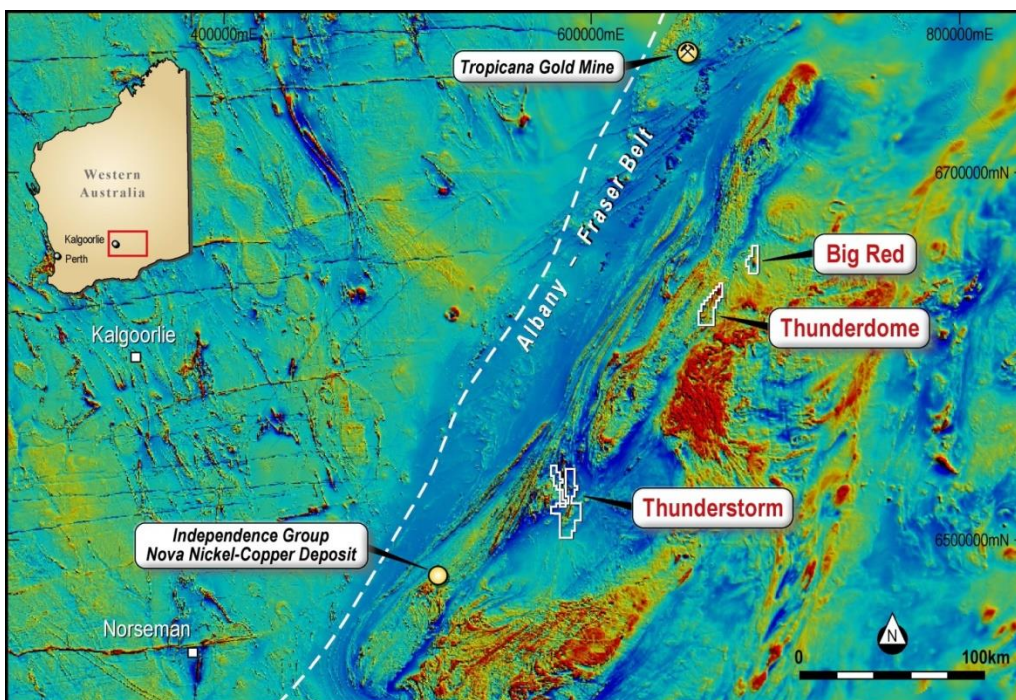 400000mE
600000mE
800000mE
Tropicana Gold Mine
Western
Australia
Kalgoorlie
Perth
Albany - Fraser Belt
6700000mN
Big Red
Thunderdome
Kalgoorlie
Thunderstorm
Independence Group
Nova Nickel-Copper Deposit
6500000mN
Norseman
N
0
100km